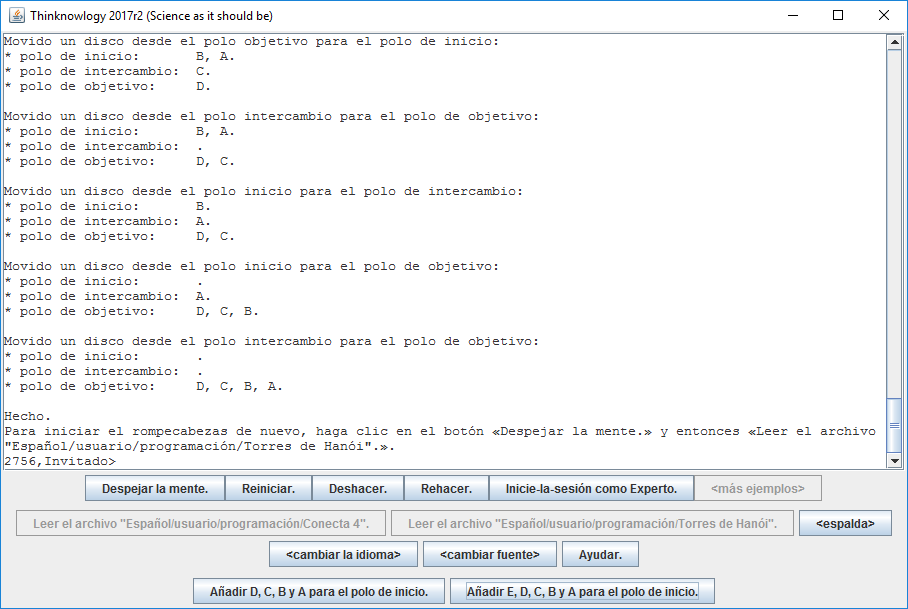 Thinknowlogy 2017r2 (Science as it should be)
Movido un disco desde el polo objetivo para el polo de inicio:
* polo de inicio:       B, A.
* polo de intercambio:  C.
* polo de objetivo:     D.

Movido un disco desde el polo intercambio para el polo de objetivo:
* polo de inicio:       B, A.
* polo de intercambio:  .
* polo de objetivo:     D, C.

Movido un disco desde el polo inicio para el polo de intercambio:
* polo de inicio:       B.
* polo de intercambio:  A.
* polo de objetivo:     D, C.

Movido un disco desde el polo inicio para el polo de objetivo:
* polo de inicio:       .
* polo de intercambio:  A.
* polo de objetivo:     D, C, B.

Movido un disco desde el polo intercambio para el polo de objetivo:
* polo de inicio:       .
* polo de intercambio:  .
* polo de objetivo:     D, C, B, A.

Hecho.
Para iniciar el rompecabezas de nuevo, haga clic en el botón «Despejar la mente.» y entonces «Leer el archivo
"Español/usuario/programación/Torres de Hanói".».
2756,Invitado>
Despejar la mente. Reiniciar. Deshacer. Rehacer. Inicie-la-sesión como Experto. <más ejemplos>
Leer el archivo "Español/usuario/programación/Conecta 4". Leer el archivo "Español/usuario/programación/Torres de Hanói". <espalda>
<cambiar la idioma> <cambiar fuente> Ayudar.
Añadir D, C, B y A para el polo de inicio. Añadir E, D, C, B y A para el polo de inicio.